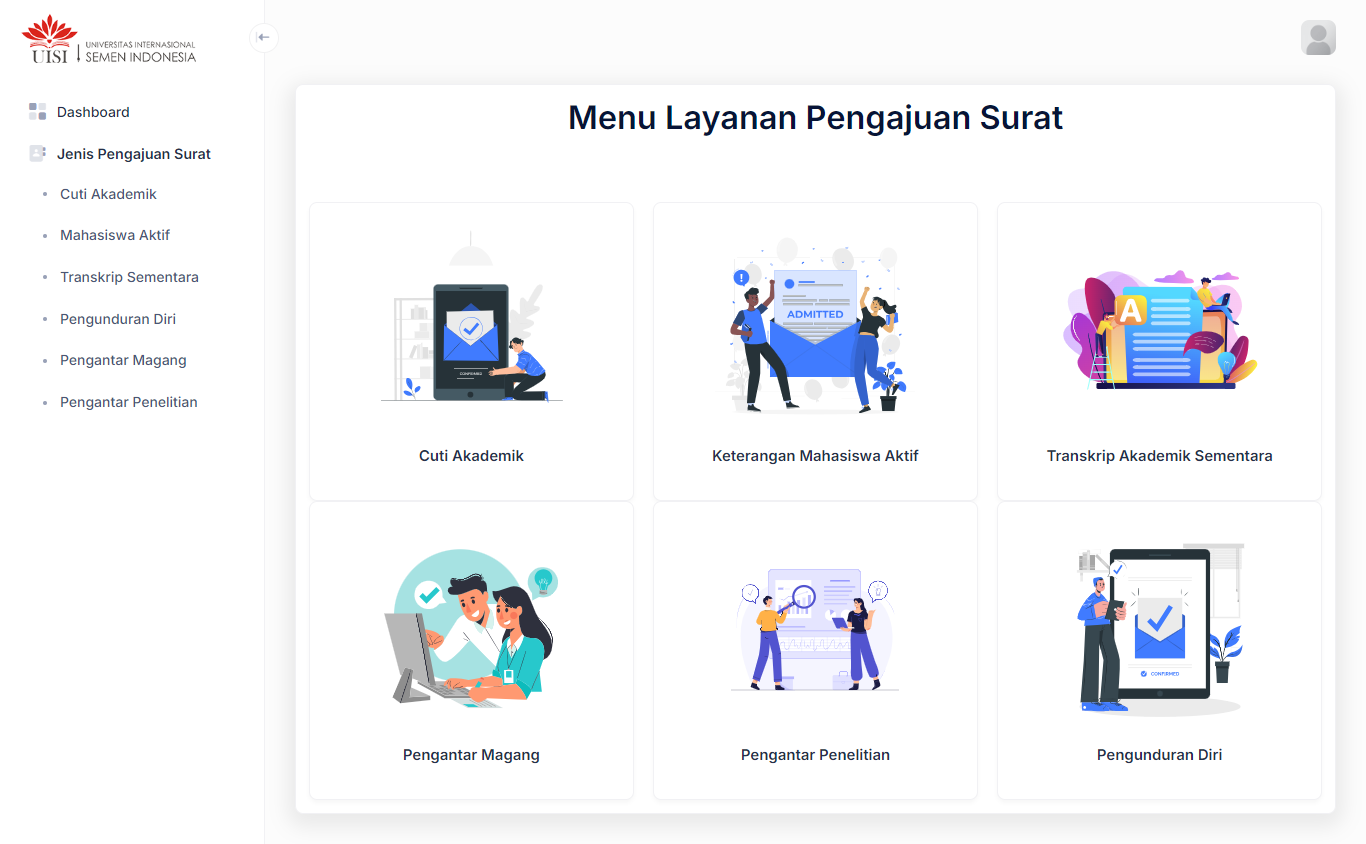 UISI
UNIVERSITAS INTERNASIONAL
SEMEN INDONESIA
Dashboard
Jenis Pengajuan Surat
Cuti Akademik
Mahasiswa Aktif
Transkrip Sementara
Pengunduran Diri
Pengantar Magang
Pengantar Penelitian
Menu Layanan Pengajuan Surat
CONFIRMED
Cuti Akademik
!
ADMITTED
Keterangan Mahasiswa Aktif
A
Transkrip Akademik Sementara
Pengantar Magang
Pengantar Penelitian
CONFIRMED
Pengunduran Diri